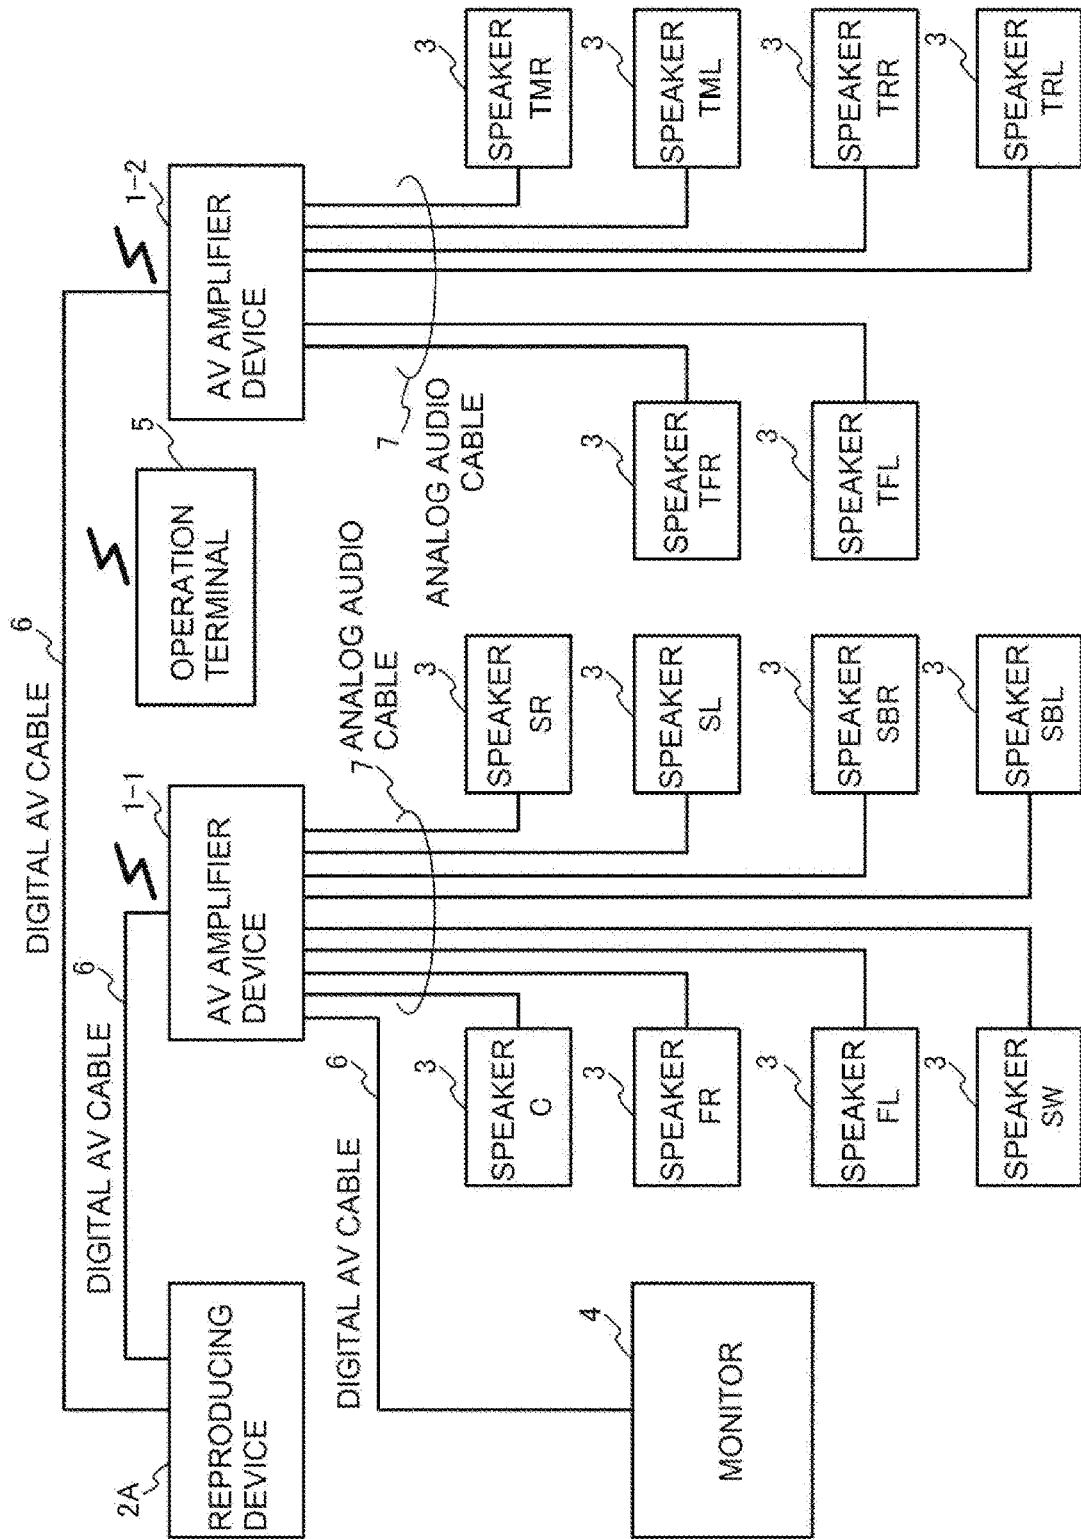 DIGITAL AV CABLE
6
DIGITAL AV CABLE
6
2A
REPRODUCING
DEVICE
1-1
AV AMPLIFIER
DEVICE
5
OPERATION
TERMINAL
1-2
AV AMPLIFIER
DEVICE
DIGITAL AV CABLE
6
7
ANALOG AUDIO
CABLE
7
ANALOG AUDIO
CABLE
4
MONITOR
3
SPEAKER
C
3
SPEAKER
FR
3
SPEAKER
FL
3
SPEAKER
SW
3
SPEAKER
SR
3
SPEAKER
SL
3
SPEAKER
SBR
3
SPEAKER
SBL
3
SPEAKER
TFR
3
SPEAKER
TFL
3
SPEAKER
TMR
3
SPEAKER
TML
3
SPEAKER
TRR
3
SPEAKER
TRL